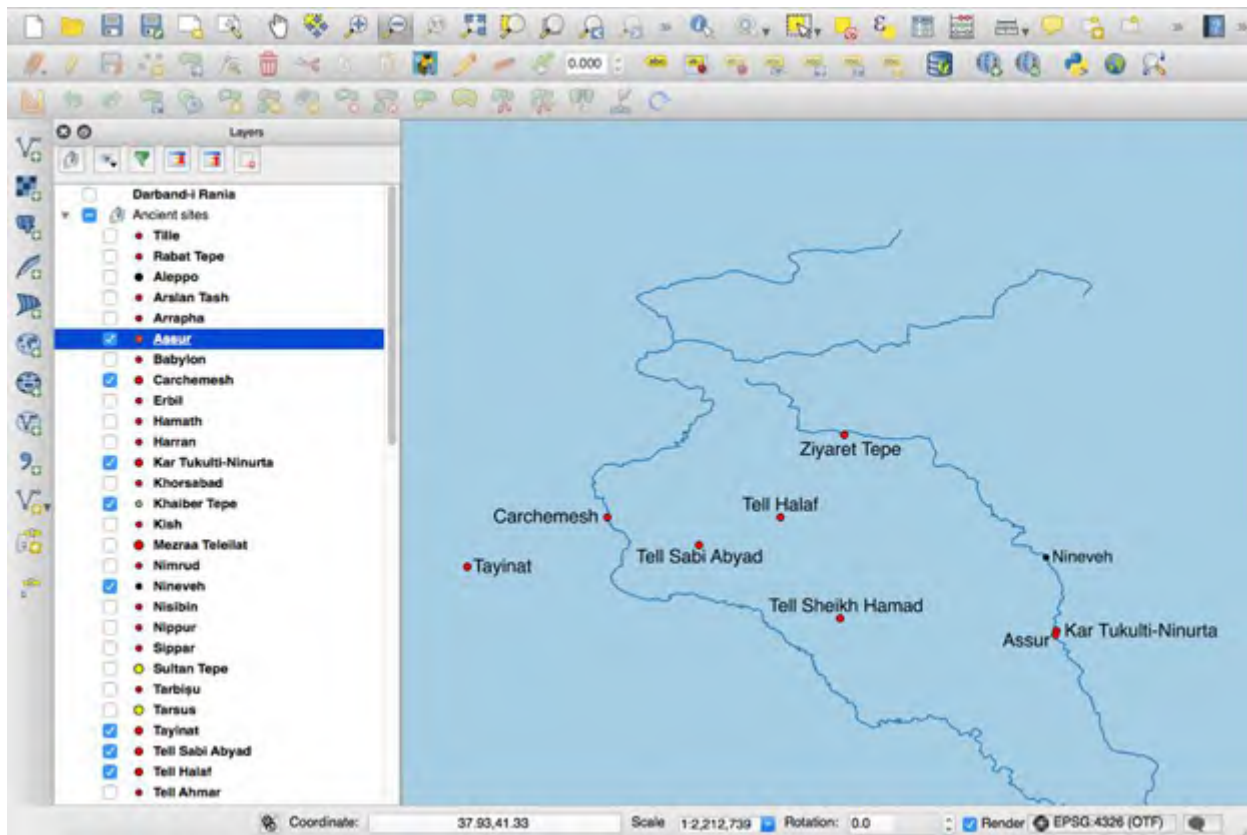 0.000
Layers
Darband-i Rania
Ancient sites
Tille
Rabat Tepe
Aleppo
Arslan Tash
Arrapha
Assur
Babylon
Carchemesh
Erbil
Hamath
Harran
Kar Tukulti-Ninurta
Khorsabad
Khaiber Tepe
Kish
Mezraa Teleilat
Nimrud
Nineveh
Nisibin
Nippur
Sippar
Sultan Tepe
Tarbişu
Tarsus
Tayinat
Tell Sabi Abyad
Tell Halaf
Tell Ahmar
Ziyaret Tepe
Tell Halaf
Carchemesh
Tell Sabi Abyad
Nineveh
Tayinat
Tell Sheikh Hamad
Assur Kar Tukulti-Ninurta
Coordinate: 37.93,41.33 Scale 1:2,212,739 Rotation: 0.0 Render EPSG:4326 (OTF)